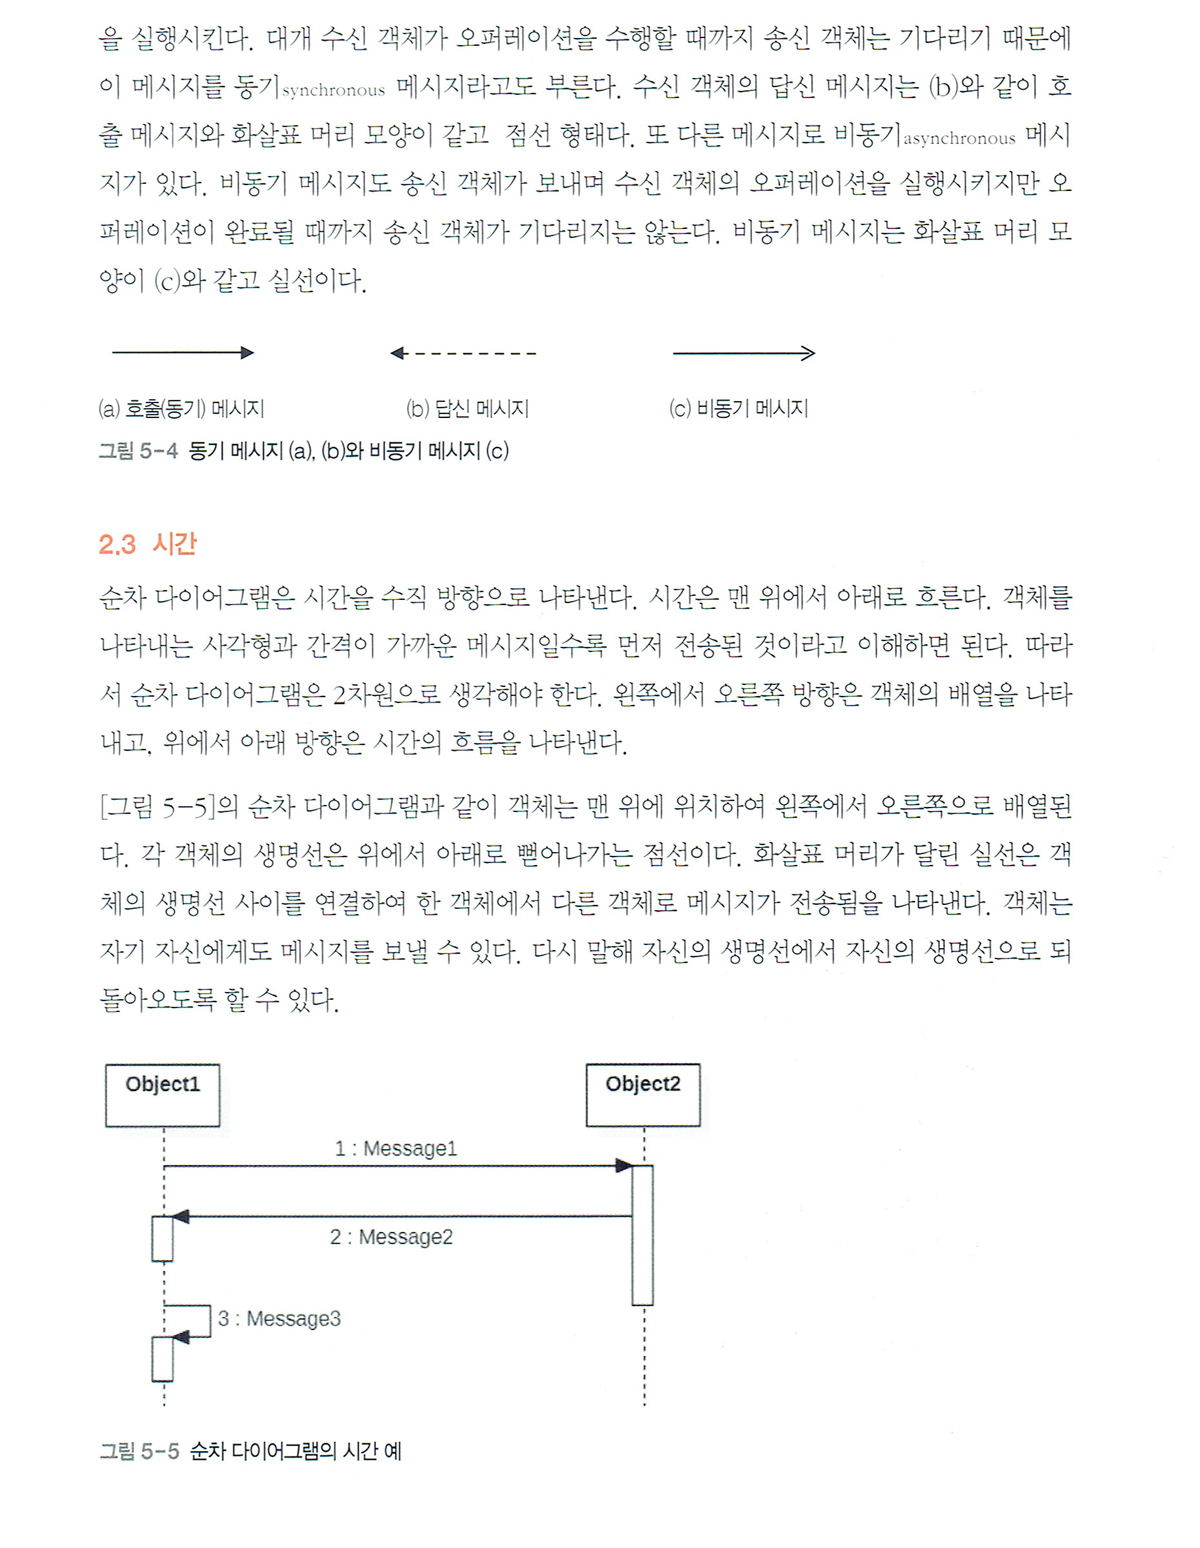 을 실행시킨다. 대개 수신 객체가 오퍼레이션을 수행할 때까지 송신 객체는 기다리기 때문에
이 메시지를 동기synchronous 메시지라고도 부른다. 수신 객체의 답신 메시지는 (b)와 같이 호
출 메시지와 화살표 머리 모양이 같고 점선 형태다. 또 다른 메시지로 비동기asynchronous 메시
지가 있다. 비동기 메시지도 송신 객체가 보내며 수신 객체의 오퍼레이션을 실행시키지만 오
퍼레이션이 완료될 때까지 송신 객체가 기다리지는 않는다. 비동기 메시지는 화살표 머리 모
양이 (c)와 같고 실선이다.
(a) 호출(동기) 메시지 (b) 답신 메시지 (c) 비동기 메시지
그림 5-4 동기 메시지 (a), (b)와 비동기 메시지 (c)
2.3 시간
순차 다이어그램은 시간을 수직 방향으로 나타낸다. 시간은 맨 위에서 아래로 흐른다. 객체를
나타내는 사각형과 간격이 가까운 메시지일수록 먼저 전송된 것이라고 이해하면 된다. 따라
서 순차 다이어그램은 2차원으로 생각해야 한다. 왼쪽에서 오른쪽 방향은 객체의 배열을 나타
내고, 위에서 아래 방향은 시간의 흐름을 나타낸다.
[그림 5-5]의 순차 다이어그램과 같이 객체는 맨 위에 위치하여 왼쪽에서 오른쪽으로 배열된
다. 각 객체의 생명선은 위에서 아래로 뻗어나가는 점선이다. 화살표 머리가 달린 실선은 객
체의 생명선 사이를 연결하여 한 객체에서 다른 객체로 메시지가 전송됨을 나타낸다. 객체는
자기 자신에게도 메시지를 보낼 수 있다. 다시 말해 자신의 생명선에서 자신의 생명선으로 되
돌아오도록 할 수 있다.
Object1 Object2
1 : Message1
2 : Message2
3 : Message3
그림 5-5 순차 다이어그램의 시간 예